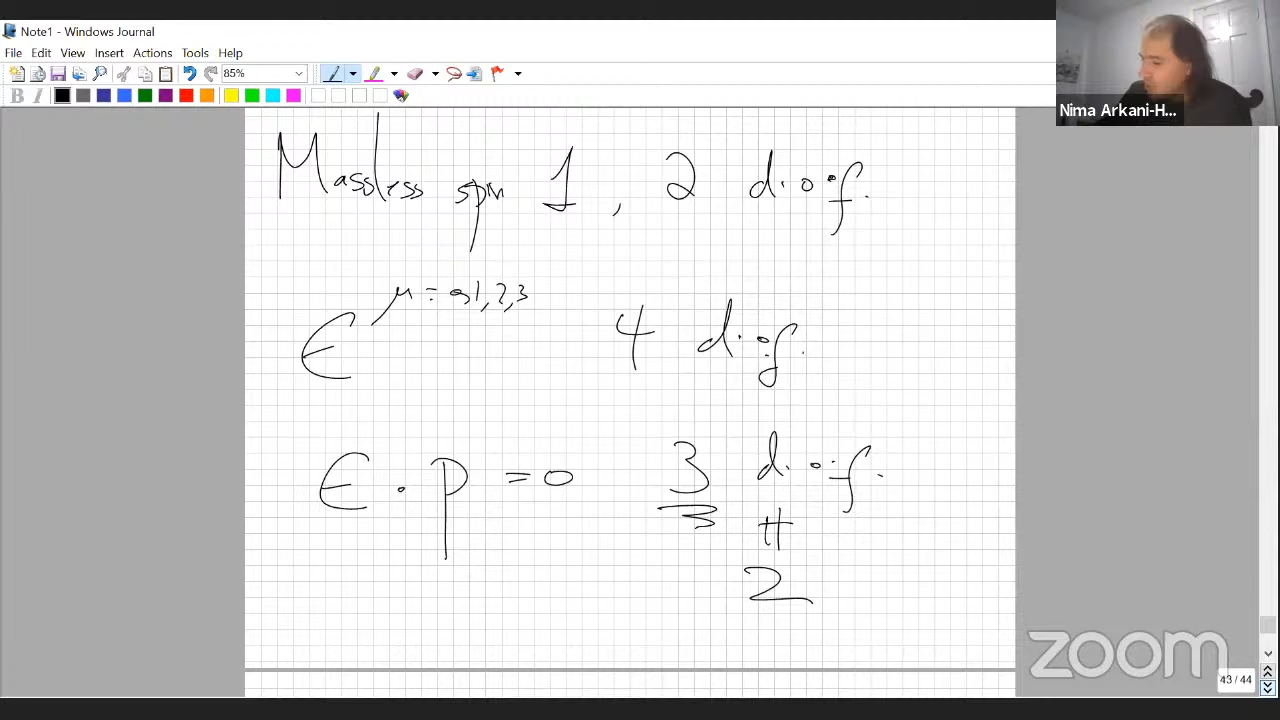 Note1 - Windows Journal
File Edit View Insert Actions Tools Help
85%
B I
Nima Arkani-H...
Massless spin 1, 2 d.o.f.
ϵ^μ = 0,1,2,3 4 d.o.f.
ϵ · p = 0 3 d.o.f.
≠
2
zoom
43 / 44